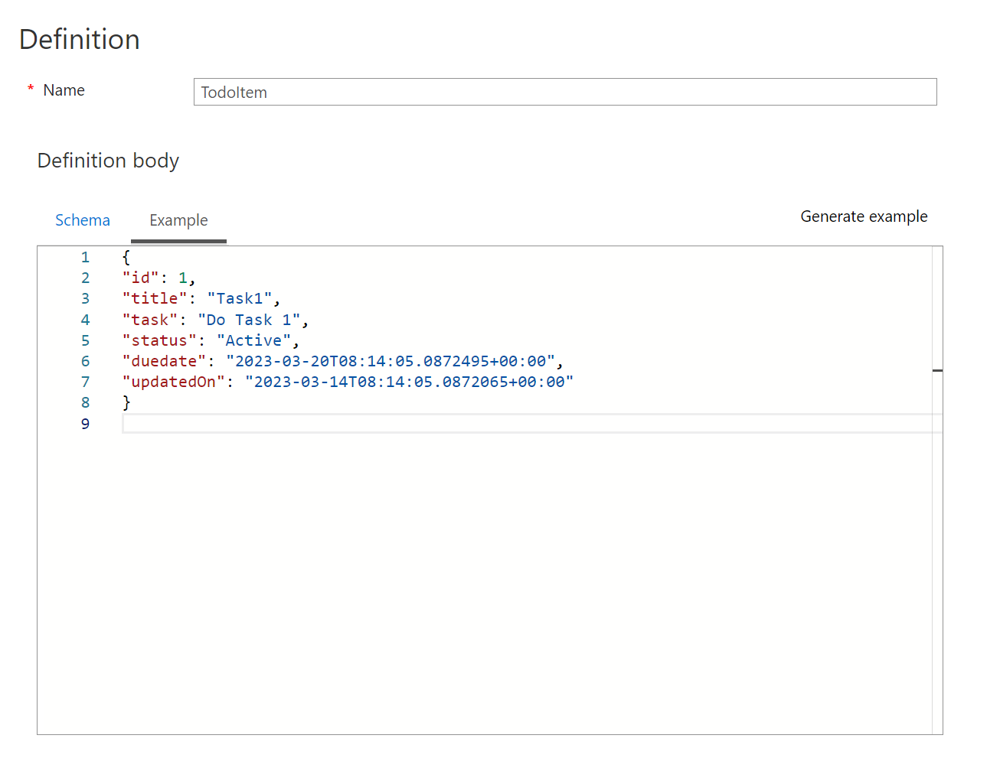 Definition
* Name
TodoItem
Definition body
Schema Example Generate example
1 {
2 "id": 1,
3 "title": "Task1",
4 "task": "Do Task 1",
5 "status": "Active",
6 "duedate": "2023-03-20T08:14:05.0872495+00:00",
7 "updatedOn": "2023-03-14T08:14:05.0872065+00:00"
8 }
9